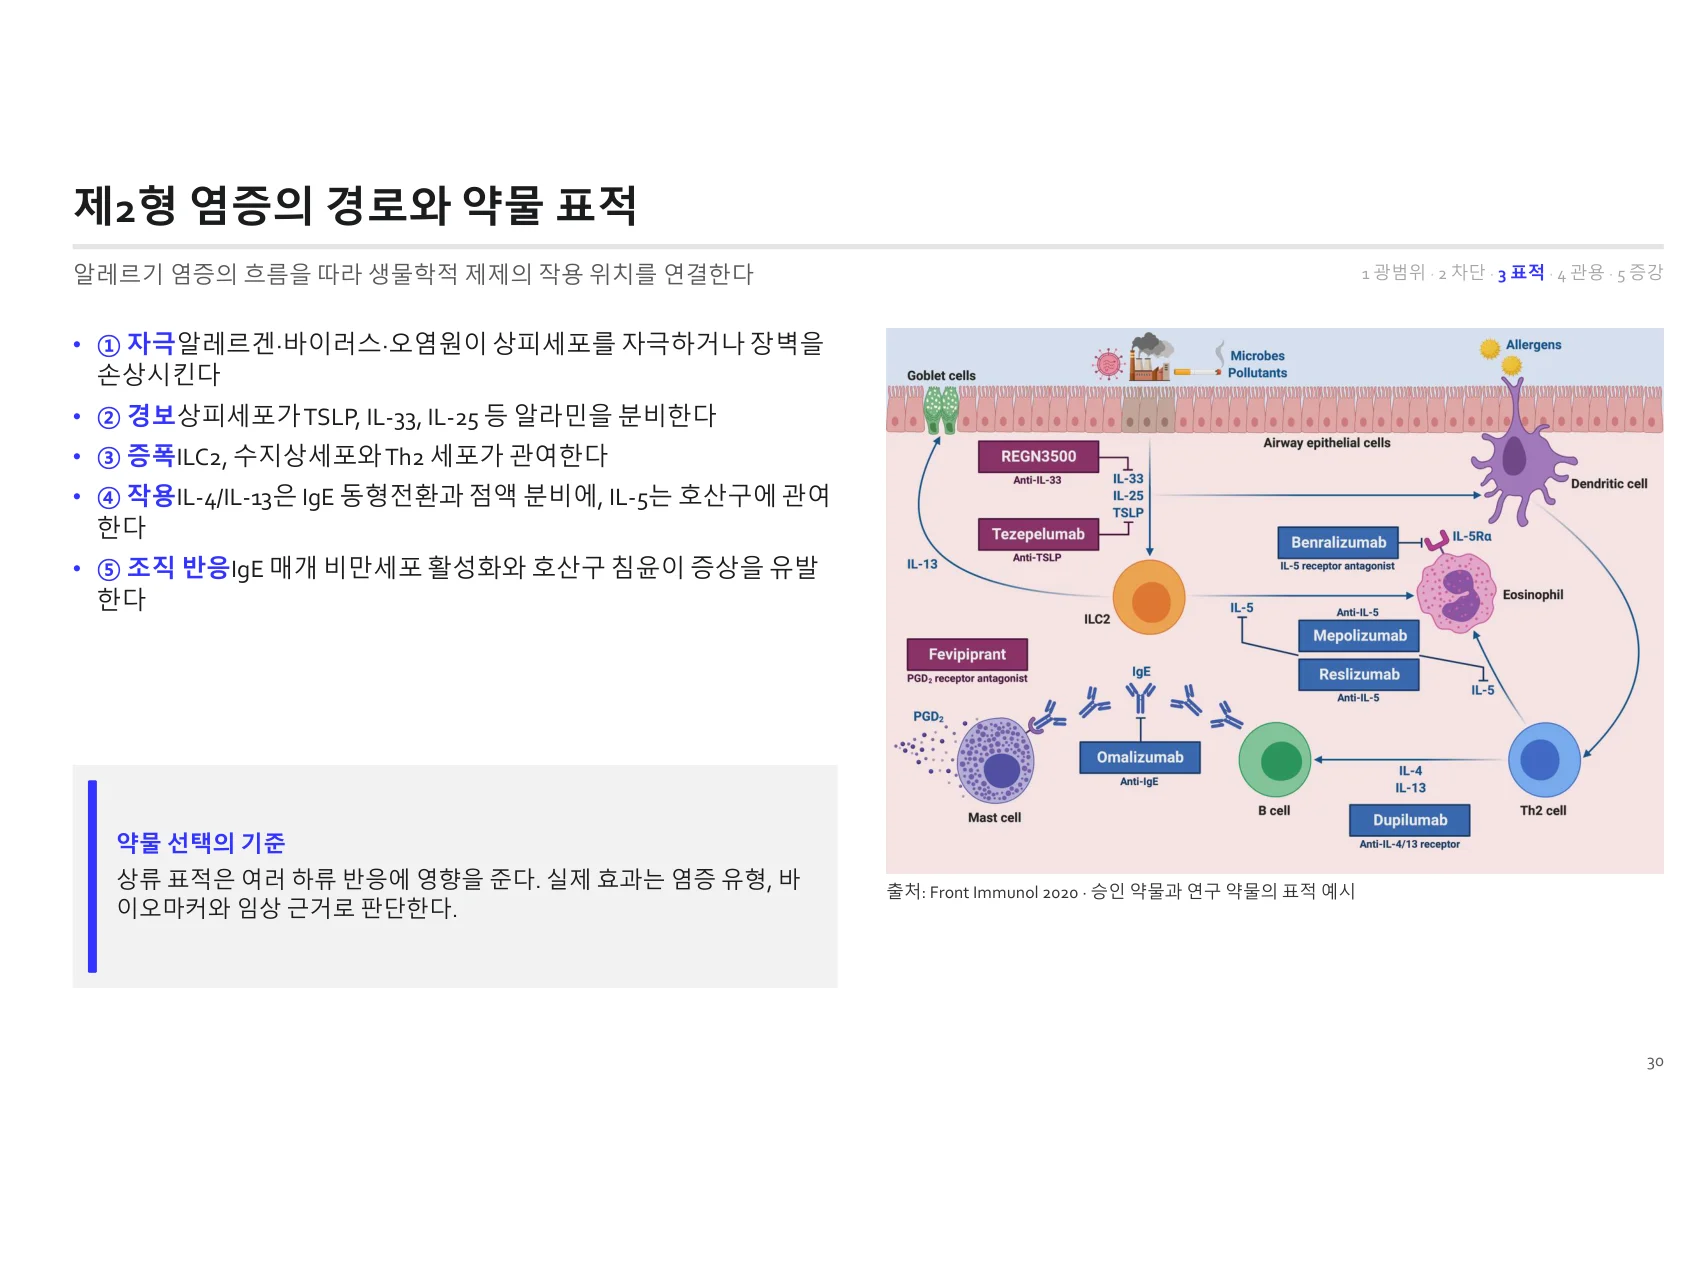 제2형 염증의 경로와 약물 표적
알레르기 염증의 흐름을 따라 생물학적 제제의 작용 위치를 연결한다
1 광범위 · 2 차단 · 3 표적 · 4 관용 · 5 증강
• ① 자극알레르겐·바이러스·오염원이 상피세포를 자극하거나 장벽을
손상시킨다
• ② 경보상피세포가 TSLP, IL-33, IL-25 등 알라민을 분비한다
• ③ 증폭ILC2, 수지상세포와 Th2 세포가 관여한다
• ④ 작용IL-4/IL-13은 IgE 동형전환과 점액 분비에, IL-5는 호산구에 관여
한다
• ⑤ 조직 반응IgE 매개 비만세포 활성화와 호산구 침윤이 증상을 유발
한다
약물 선택의 기준
상류 표적은 여러 하류 반응에 영향을 준다. 실제 효과는 염증 유형, 바
이오마커와 임상 근거로 판단한다.
Allergens
Microbes
Pollutants
Goblet cells
Airway epithelial cells
REGN3500
Anti-IL-33
IL-33
IL-25
TSLP
Dendritic cell
Tezepelumab
Anti-TSLP
Benralizumab
IL-5 receptor antagonist
IL-5Rα
IL-13
Eosinophil
ILC2
IL-5
Anti-IL-5
Mepolizumab
Reslizumab
Anti-IL-5
IL-5
Fevipiprant
PGD₂ receptor antagonist
IgE
PGD₂
Omalizumab
Anti-IgE
IL-4
IL-13
Mast cell
B cell
Th2 cell
Dupilumab
Anti-IL-4/13 receptor
출처: Front Immunol 2020 · 승인 약물과 연구 약물의 표적 예시
30